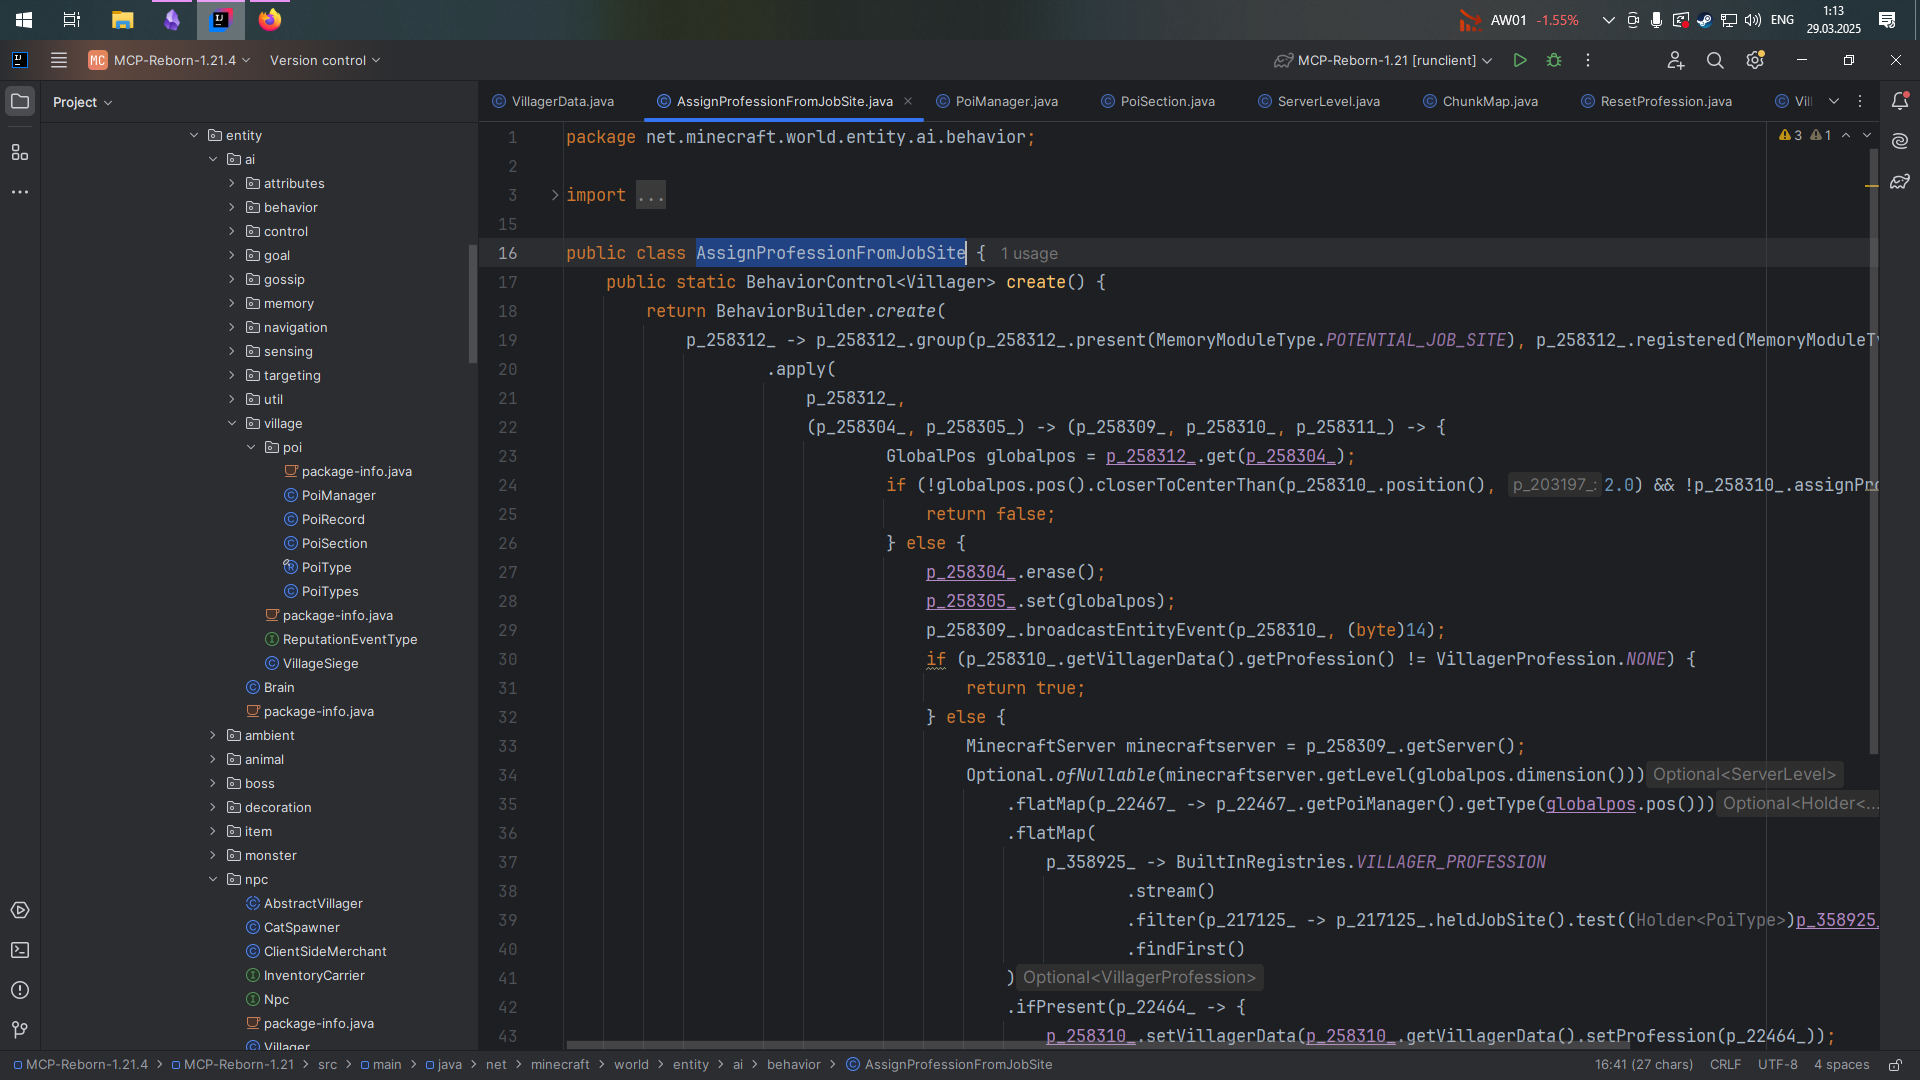 AW01 -1.55% ENG 1:13
29.03.2025
MC MCP-Reborn-1.21.4 Version control MCP-Reborn-1.21 [runclient]
Project
VillagerData.java AssignProfessionFromJobSite.java PoiManager.java PoiSection.java ServerLevel.java ChunkMap.java ResetProfession.java Vil
entity
ai
attributes
behavior
control
goal
gossip
memory
navigation
sensing
targeting
util
village
poi
package-info.java
PoiManager
PoiRecord
PoiSection
PoiType
PoiTypes
package-info.java
ReputationEventType
VillageSiege
Brain
package-info.java
ambient
animal
boss
decoration
item
monster
npc
AbstractVillager
CatSpawner
ClientSideMerchant
InventoryCarrier
Npc
package-info.java
Villager
3 1
1 package net.minecraft.world.entity.ai.behavior;
2
3 import ...
15
16 public class AssignProfessionFromJobSite { 1 usage
17 public static BehaviorControl<Villager> create() {
18 return BehaviorBuilder.create(
19 p_258312_ -> p_258312_.group(p_258312_.present(MemoryModuleType.POTENTIAL_JOB_SITE), p_258312_.registered(MemoryModuleTy
20 .apply(
21 p_258312_,
22 (p_258304_, p_258305_) -> (p_258309_, p_258310_, p_258311_) -> {
23 GlobalPos globalpos = p_258312_.get(p_258304_);
24 if (!globalpos.pos().closerToCenterThan(p_258310_.position(), p_203197_: 2.0) && !p_258310_.assignPro
25 return false;
26 } else {
27 p_258304_.erase();
28 p_258305_.set(globalpos);
29 p_258309_.broadcastEntityEvent(p_258310_, (byte)14);
30 if (p_258310_.getVillagerData().getProfession() != VillagerProfession.NONE) {
31 return true;
32 } else {
33 MinecraftServer minecraftserver = p_258309_.getServer();
34 Optional.ofNullable(minecraftserver.getLevel(globalpos.dimension())) Optional<ServerLevel>
35 .flatMap(p_22467_ -> p_22467_.getPoiManager().getType(globalpos.pos())) Optional<Holder<...
36 .flatMap(
37 p_358925_ -> BuiltInRegistries.VILLAGER_PROFESSION
38 .stream()
39 .filter(p_217125_ -> p_217125_.heldJobSite().test((Holder<PoiType>)p_358925_
40 .findFirst()
41 ) Optional<VillagerProfession>
42 .ifPresent(p_22464_ -> {
43 p_258310_.setVillagerData(p_258310_.getVillagerData().setProfession(p_22464_));
MCP-Reborn-1.21.4 > MCP-Reborn-1.21 > src > main > java > net > minecraft > world > entity > ai > behavior > AssignProfessionFromJobSite 16:41 (27 chars) CRLF UTF-8 4 spaces